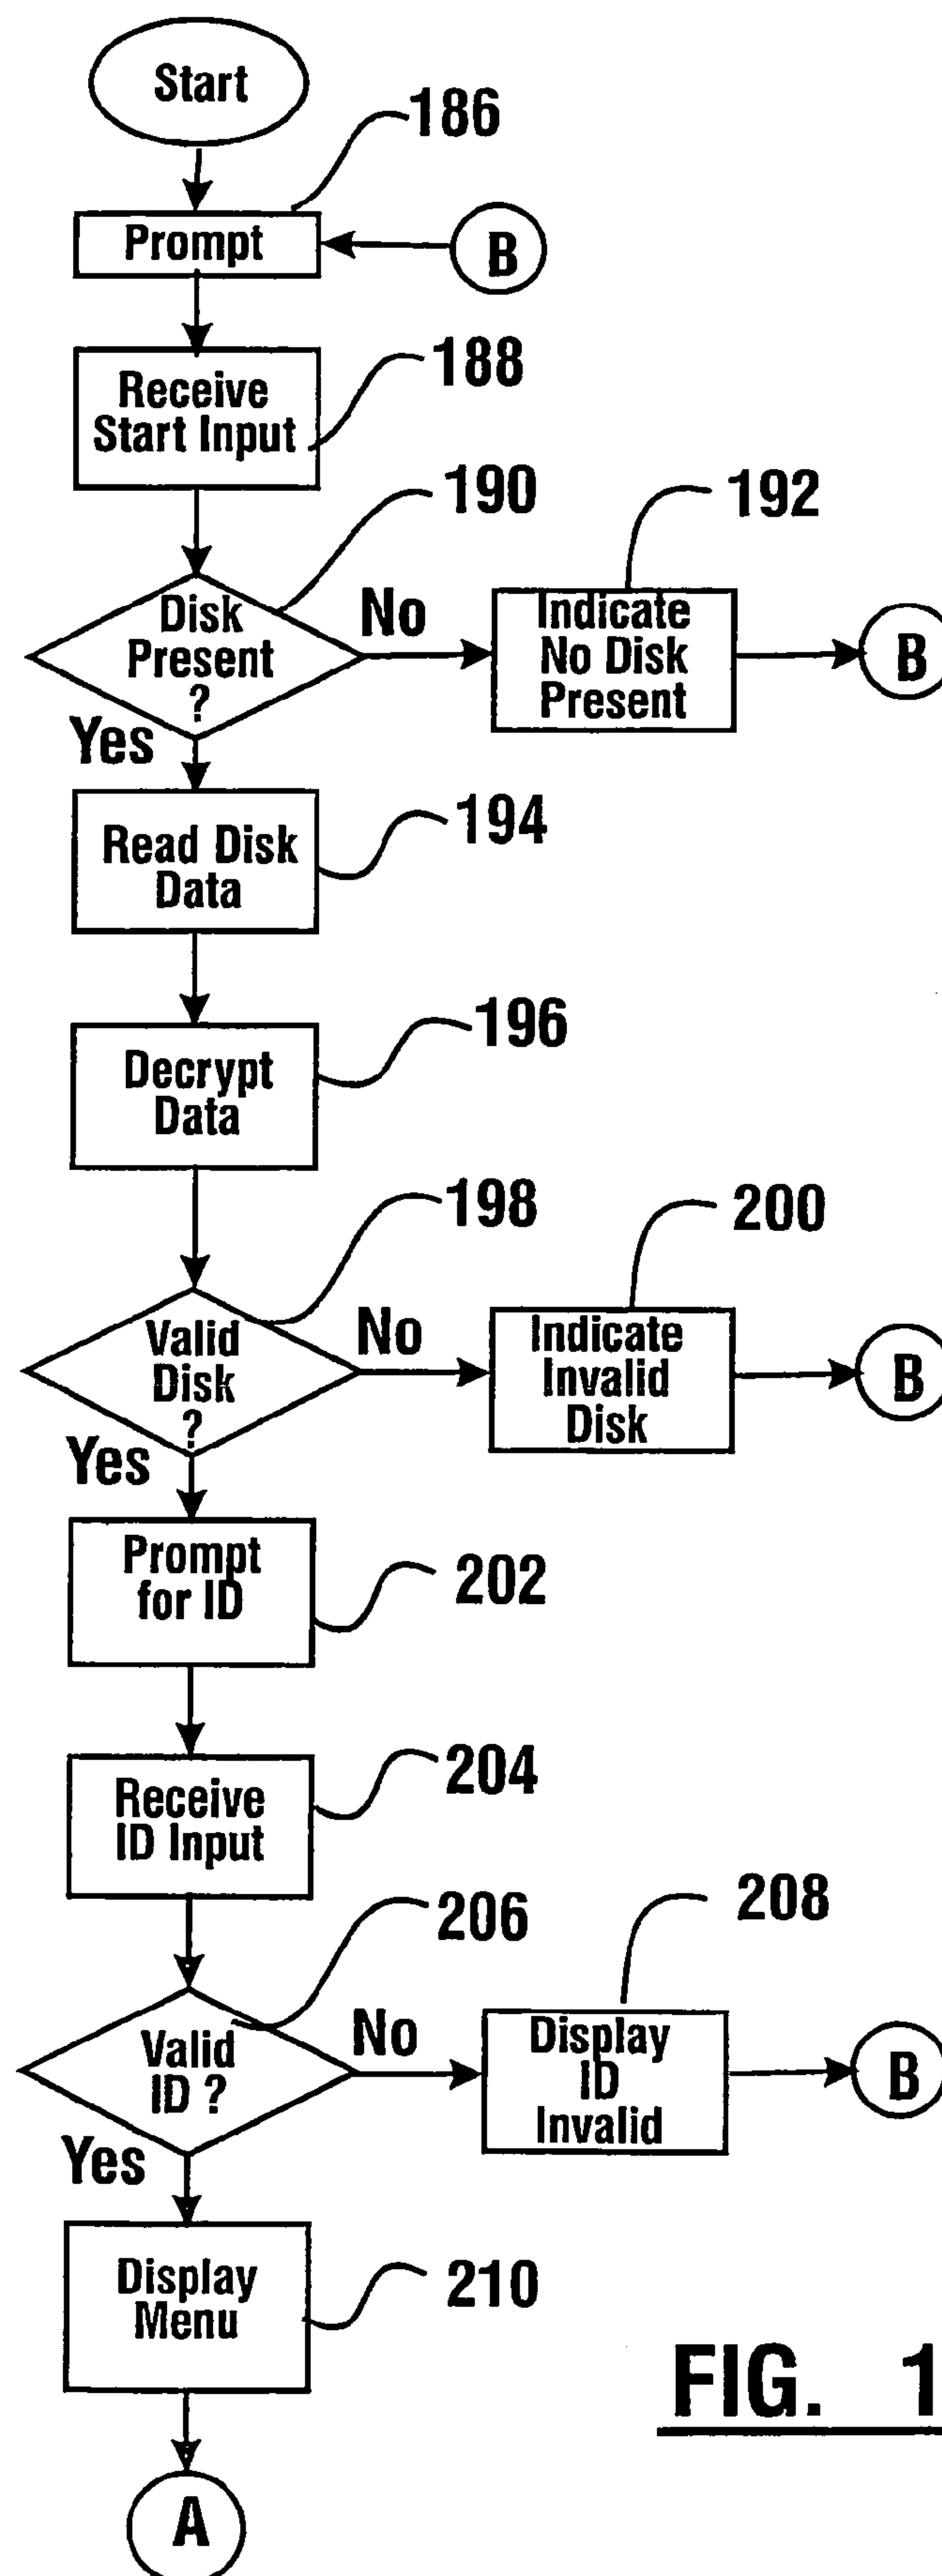 Start
186
Prompt
B
188
Receive
Start Input
190
192
Disk
Present
?
No
Indicate
No Disk
Present
B
Yes
194
Read Disk
Data
196
Decrypt
Data
198
200
Valid
Disk
?
No
Indicate
Invalid
Disk
B
Yes
Prompt
for ID
202
204
Receive
ID Input
206
208
Valid
ID ?
No
Display
ID
Invalid
B
Yes
Display
Menu
210
FIG. 1
A